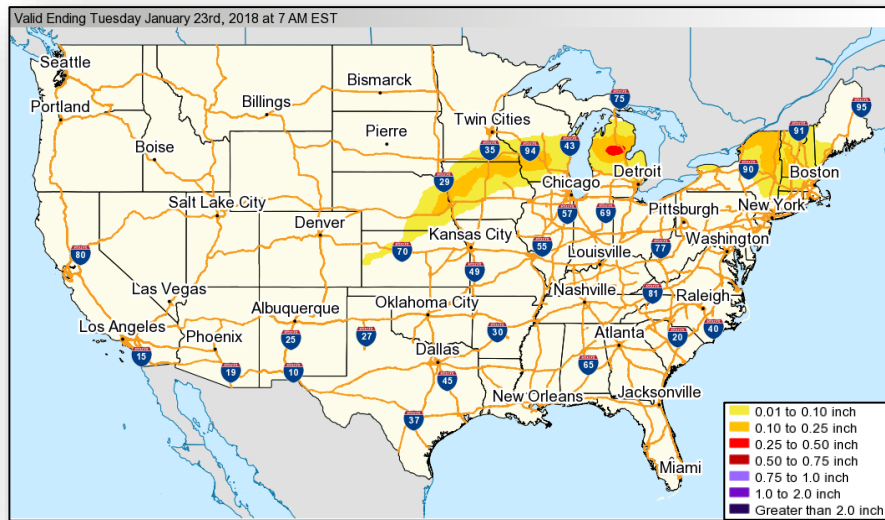 Valid Ending Tuesday January 23rd, 2018 at 7 AM EST
Seattle
Portland
Boise
Billings
Bismarck
Pierre
Twin Cities
75
95
91
35
94
43
90
Boston
29
Chicago
Detroit
Salt Lake City
Denver
57
69
Pittsburgh
New York
80
70
Kansas City
55
Louisville
77
Washington
49
Las Vegas
Albuquerque
Oklahoma City
Nashville
81
Raleigh
Los Angeles
Phoenix
25
27
30
Atlanta
20
40
15
19
10
Dallas
45
65
New Orleans
Jacksonville
37
Miami
0.01 to 0.10 inch
0.10 to 0.25 inch
0.25 to 0.50 inch
0.50 to 0.75 inch
0.75 to 1.0 inch
1.0 to 2.0 inch
Greater than 2.0 inch